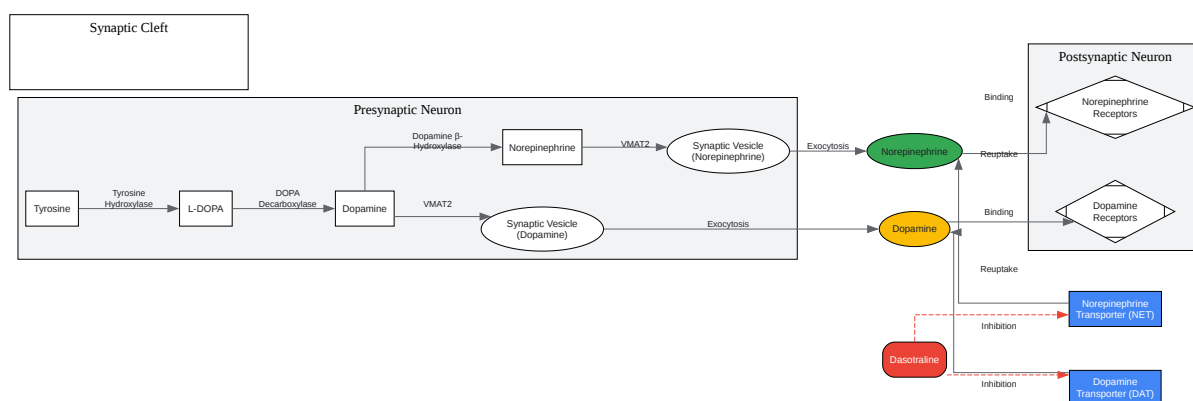 Synaptic Cleft
Postsynaptic Neuron
Presynaptic Neuron
Binding
Norepinephrine
Receptors
Dopamine β-
Hydroxylase
Norepinephrine
VMAT2
Synaptic Vesicle
(Norepinephrine)
Exocytosis
Norepinephrine
Reuptake
Tyrosine
Tyrosine
Hydroxylase
L-DOPA
DOPA
Decarboxylase
Dopamine
VMAT2
Synaptic Vesicle
(Dopamine)
Exocytosis
Dopamine
Binding
Dopamine
Receptors
Reuptake
Norepinephrine
Transporter (NET)
Inhibition
Dasotraline
Inhibition
Dopamine
Transporter (DAT)